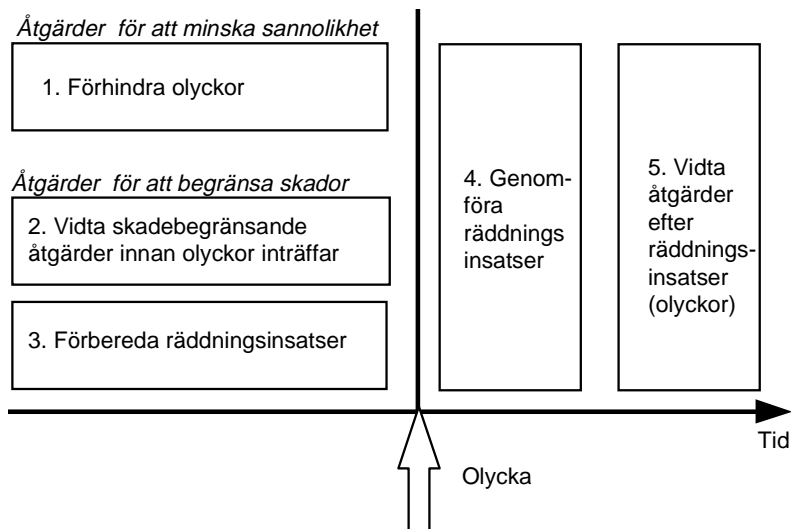 Åtgärder för att minska sannolikhet
1. Förhindra olyckor
Åtgärder för att begränsa skador
2. Vidta skadebegränsande
åtgärder innan olyckor inträffar
3. Förbereda räddningsinsatser
4. Genom-
föra
räddnings
insatser
5. Vidta
åtgärder
efter
räddnings-
insatser
(olyckor)
Tid
Olycka